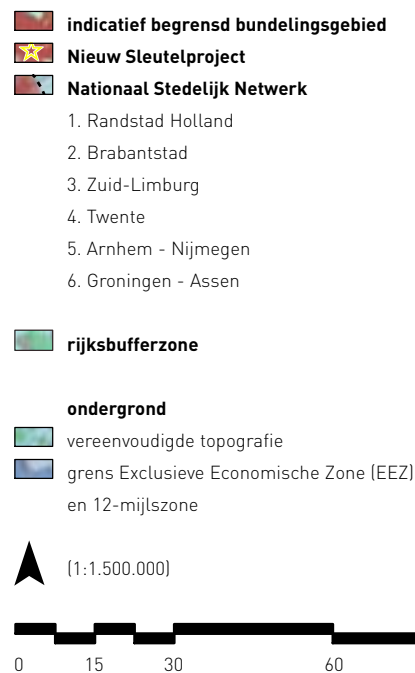 indicatief begrensd bundelingsgebied
Nieuw Sleutelproject
Nationaal Stedelijk Netwerk
1. Randstad Holland
2. Brabantstad
3. Zuid-Limburg
4. Twente
5. Arnhem - Nijmegen
6. Groningen - Assen
rijksbufferzone
ondergrond
vereenvoudigde topografie
grens Exclusieve Economische Zone (EEZ)
en 12-mijlszone
(1:1.500.000)
0 15 30 60